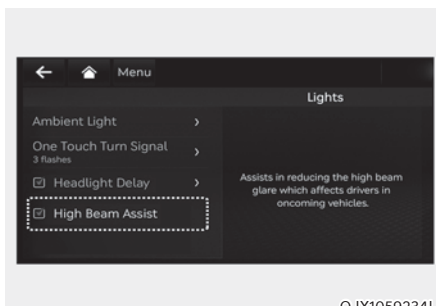 Menu
Lights
Ambient Light
One Touch Turn Signal
3 flashes
Headlight Delay
High Beam Assist
Assists in reducing the high beam
glare which affects drivers in
oncoming vehicles.